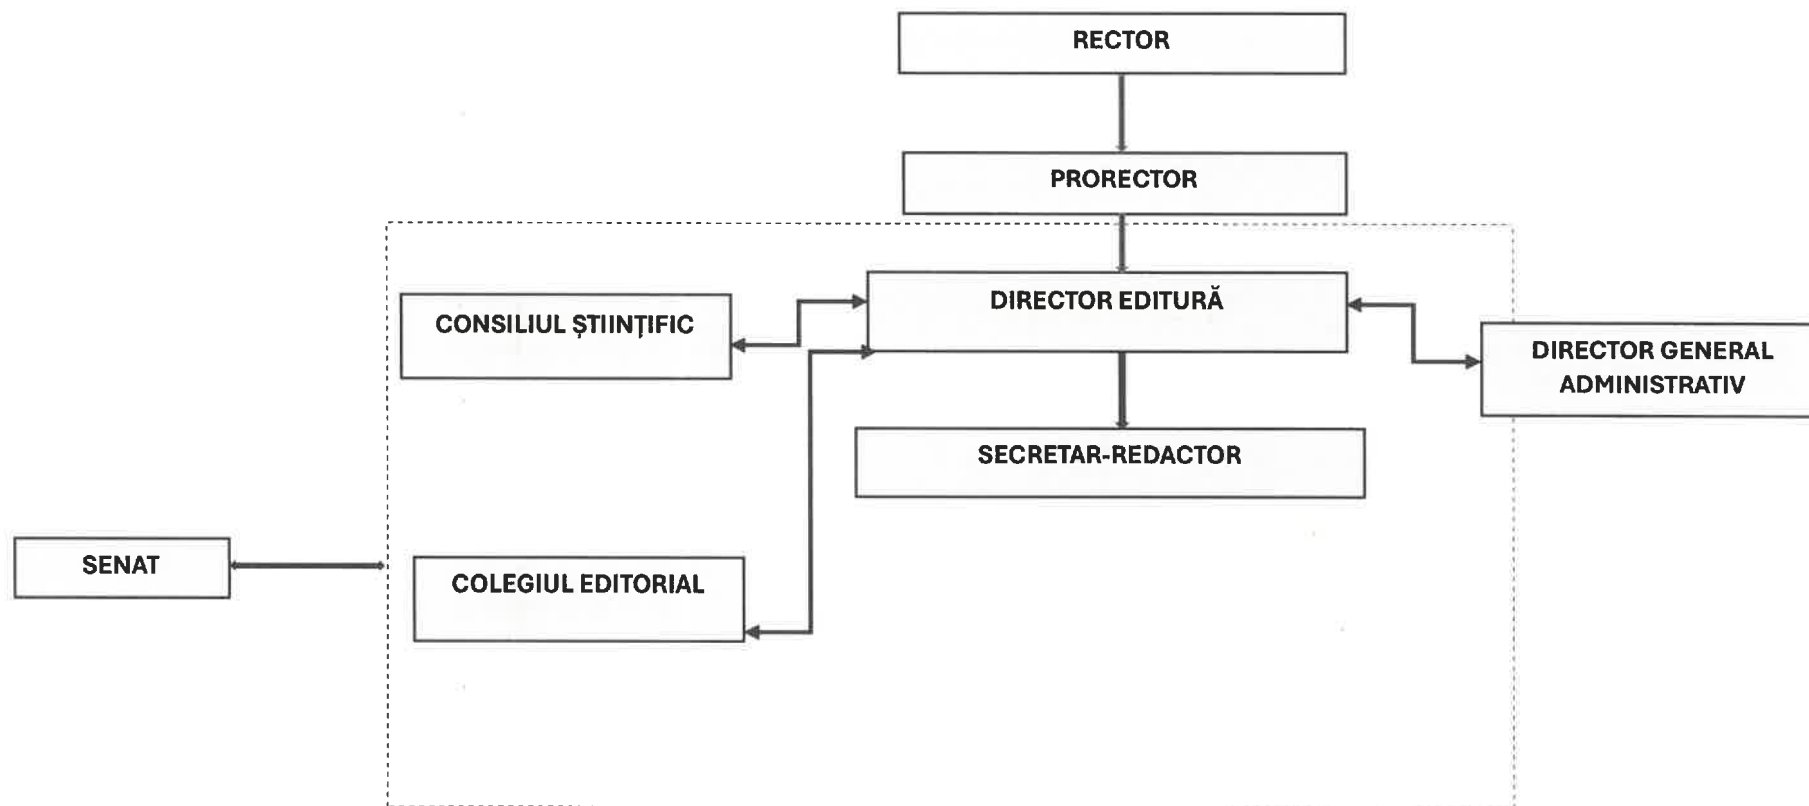 RECTOR
PRORECTOR
DIRECTOR EDITURĂ
CONSILIUL ȘTIINȚIFIC
DIRECTOR GENERAL
ADMINISTRATIV
SECRETAR-REDACTOR
SENAT
COLEGIUL EDITORIAL